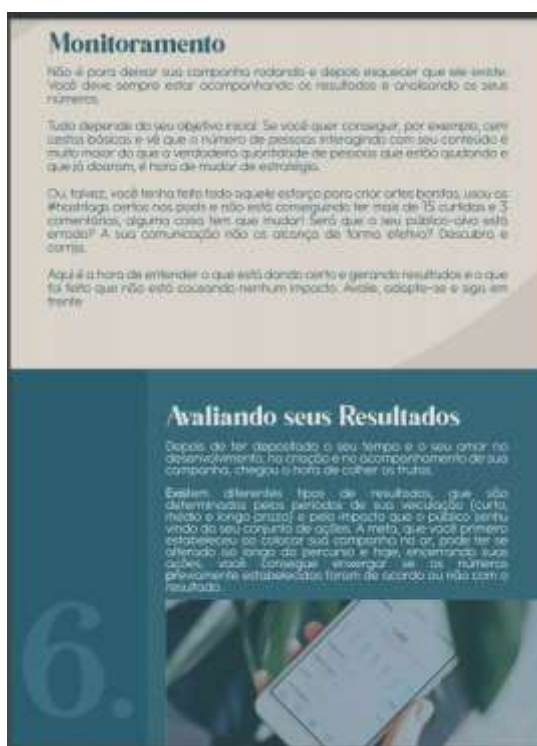 Monitoramento
Não é para deixar sua campanha rodando e depois esquecer que ele existe.
Você deve sempre estar acompanhando os resultados e analisando os seus
números.
Tudo depende do seu objetivo inicial. Se você quer conseguir, por exemplo, cem
cestas básicas e vê que o número de pessoas interagindo com seu conteúdo é
muito maior do que a verdadeira quantidade de pessoas que estão ajudando e
que já doaram, é hora de mudar de estratégia.
Ou, talvez, você tenha feito todo aquele esforço para criar artes bonitas, usou as
#hashtags certas nos posts e não está conseguindo ter mais de 15 curtidas e 3
comentários, alguma coisa tem que mudar! Será que o seu público-alvo está
errado? A sua comunicação não os alcança de forma efetiva? Descubra e
corrija.
Aqui é a hora de entender o que está dando certo e gerando resultados e o que
foi feito que não está causando nenhum impacto. Avalie, adapte-se e siga em
frente.
Avaliando seus Resultados
Depois de ter depositado o seu tempo e o seu amor no
desenvolvimento, na criação e no acompanhamento de sua
campanha, chegou a hora de colher os frutos.
Existem diferentes tipos de resultados, que são
determinados pelos períodos de sua veiculação (curto,
médio e longo prazo) e pelo impacto que o público sentiu
vindo do seu conjunto de ações. A meta, que você primeiro
estabeleceu ao colocar sua campanha no ar, pode ter se
alterado ao longo do percurso e hoje, encerrando suas
ações, você consegue enxergar se os números
previamente estabelecidos foram de acordo ou não com o
resultado.
6.